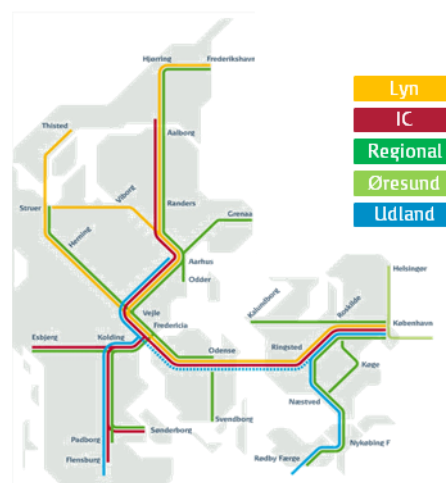 Hjørring
Frederikshavn
Lyn
IC
Regional
Øresund
Udland
Thisted
Aalborg
Viborg
Struer
Randers
Grenaa
Herning
Aarhus
Odder
Helsingør
Kalundborg
Roskilde
Vejle
Fredericia
København
Esbjerg
Kolding
Odense
Ringsted
Køge
Næstved
Svendborg
Sønderborg
Padborg
Nykøbing F
Flensburg
Rødby Færge